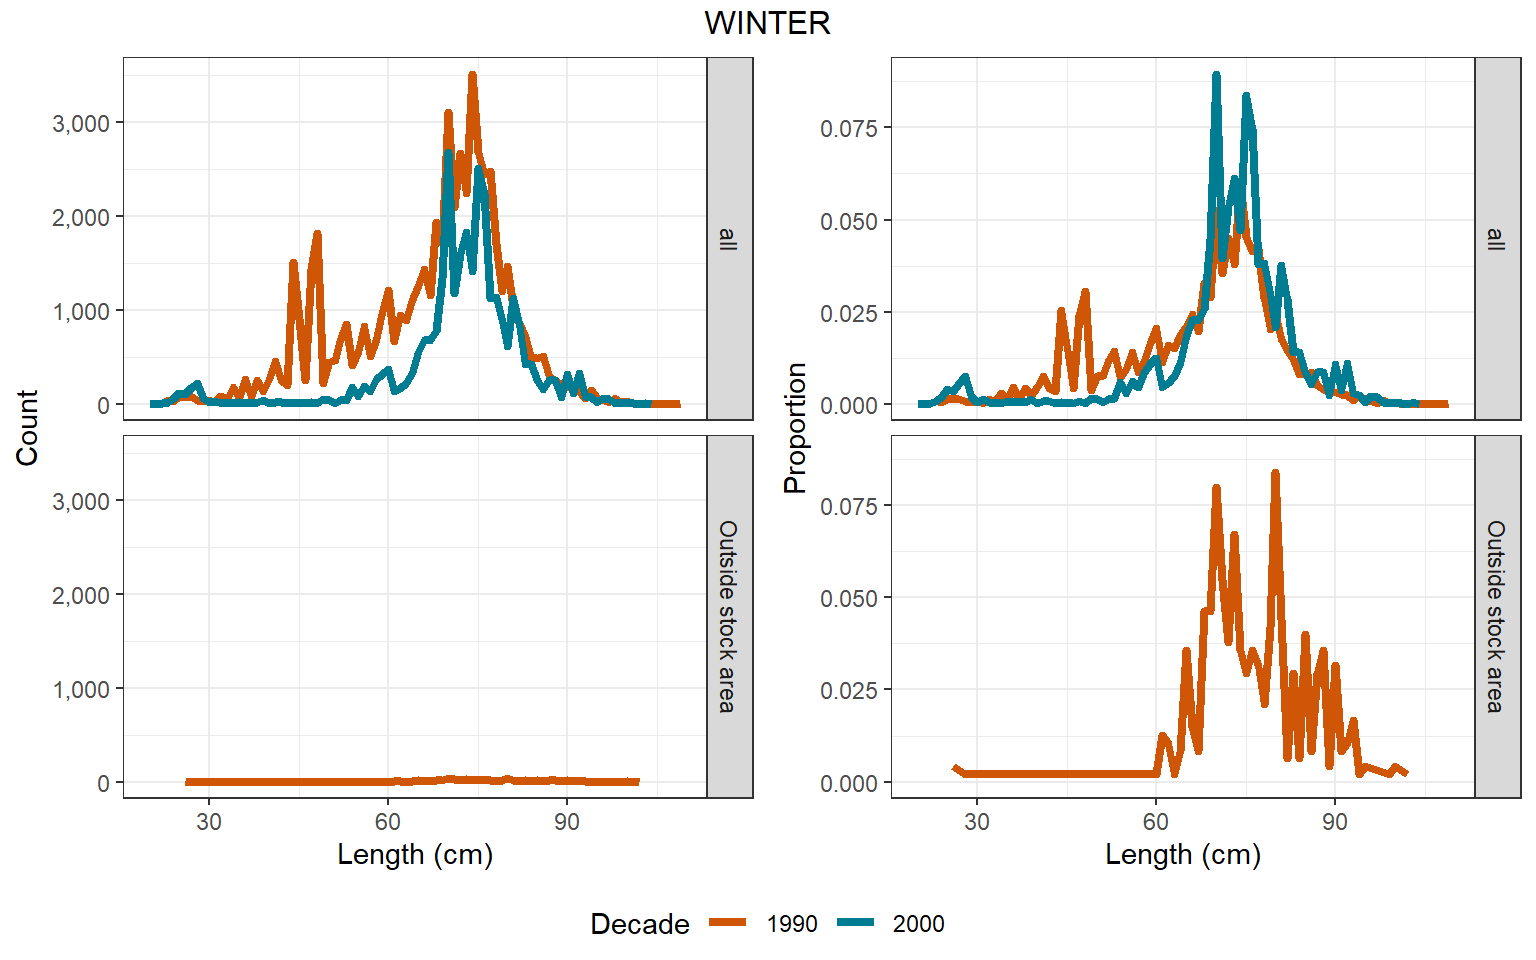 WINTER
Count
3,000
2,000
1,000
0
all
3,000
2,000
1,000
0
Outside stock area
30 60 90
Length (cm)
Proportion
0.075
0.050
0.025
0.000
all
0.075
0.050
0.025
0.000
Outside stock area
30 60 90
Length (cm)
Decade 1990 2000